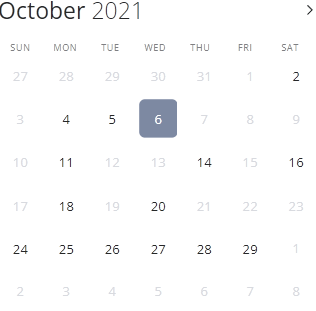 October 2021
SUN MON TUE WED THU FRI SAT
27 28 29 30 31 1 2
3 4 5 6 7 8 9
10 11 12 13 14 15 16
17 18 19 20 21 22 23
24 25 26 27 28 29 1
2 3 4 5 6 7 8